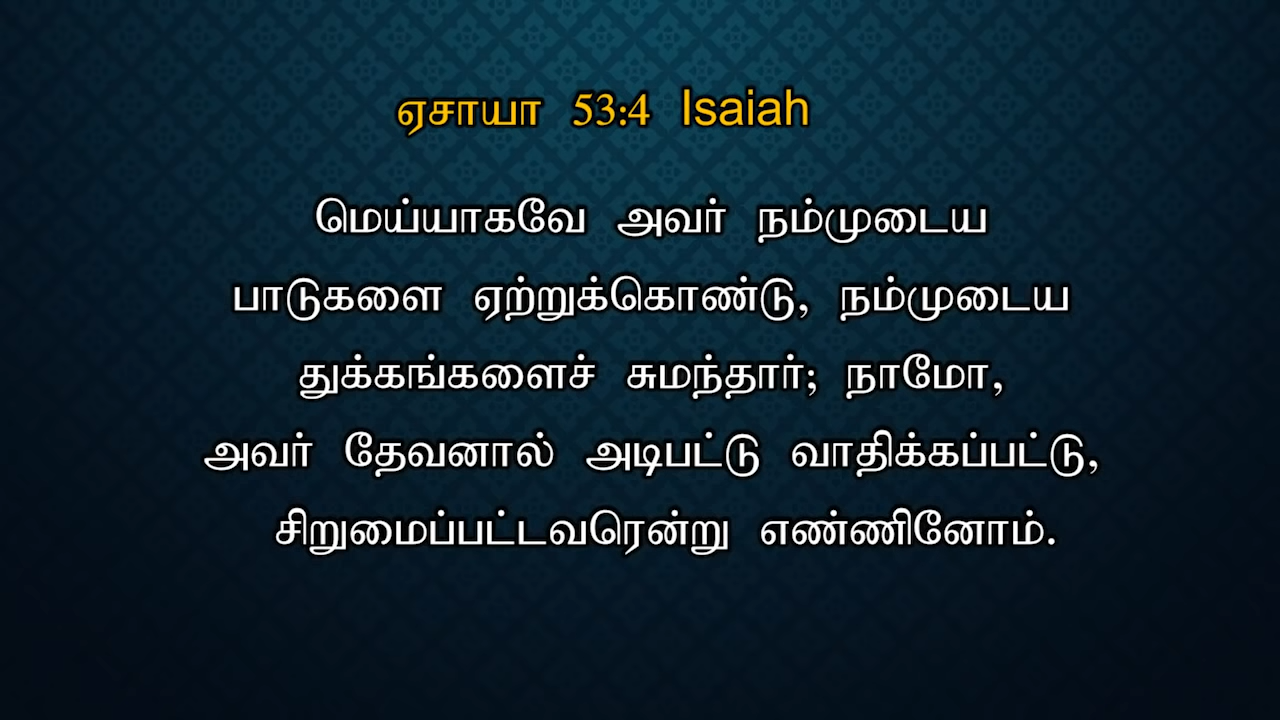 ஏசாயா 53:4 Isaiah
மெய்யாகவே அவர் நம்முடைய
பாடுகளை ஏற்றுக்கொண்டு, நம்முடைய
துக்கங்களைச் சுமந்தார்; நாமோ,
அவர் தேவனால் அடிபட்டு வாதிக்கப்பட்டு,
சிறுமைப்பட்டவரென்று எண்ணினோம்.